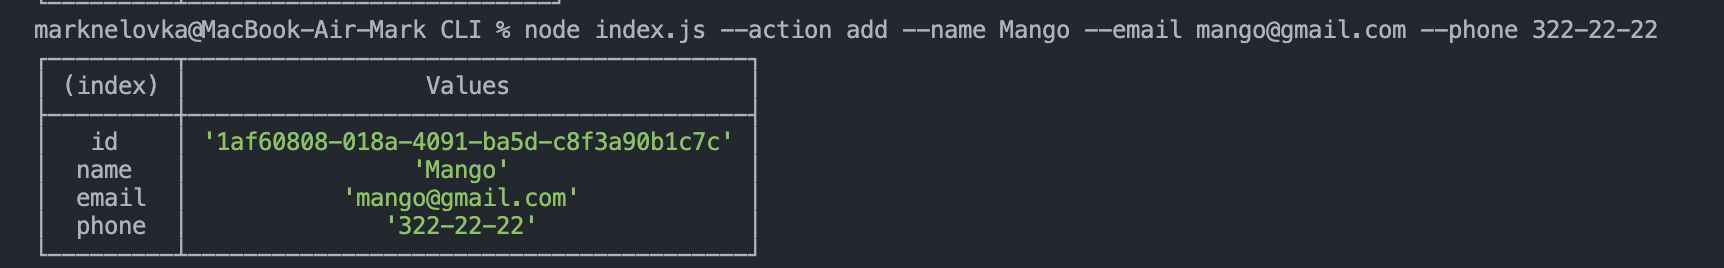 marknelovka@MacBook-Air-Mark CLI % node index.js --action add --name Mango --email mango@gmail.com --phone 322-22-22
(index) Values
id '1af60808-018a-4091-ba5d-c8f3a90b1c7c'
name 'Mango'
email 'mango@gmail.com'
phone '322-22-22'